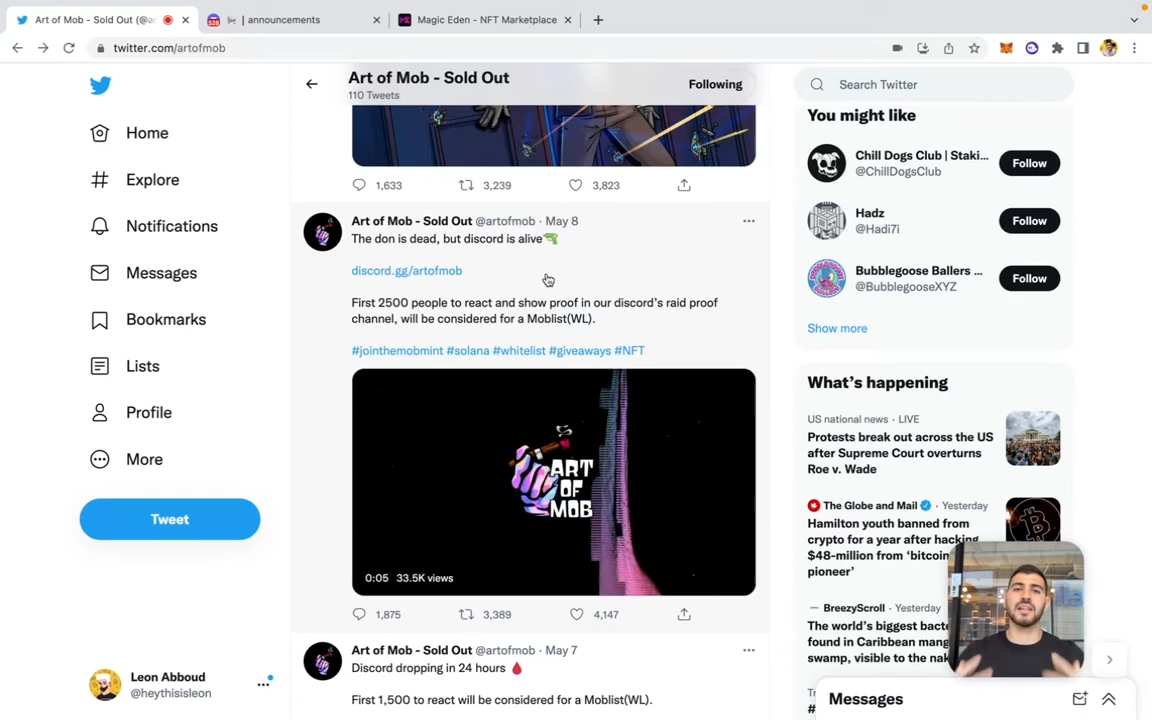 Art of Mob - Sold Out (@a
528
| announcements
ME
Magic Eden - NFT Marketplace
twitter.com/artofmob
Home
Explore
Notifications
Messages
Bookmarks
Lists
Profile
More
Tweet
Leon Abboud
@heythisisleon
Art of Mob - Sold Out
110 Tweets
Following
1,633
3,239
3,823
Art of Mob - Sold Out @artofmob · May 8
The don is dead, but discord is alive
discord.gg/artofmob
First 2500 people to react and show proof in our discord's raid proof
channel, will be considered for a Moblist(WL).
#jointhemobmint #solana #whitelist #giveaways #NFT
ART
OF
MOB
0:05 33.5K views
1,875
3,389
4,147
Art of Mob - Sold Out @artofmob · May 7
Discord dropping in 24 hours
First 1,500 to react will be considered for a Moblist(WL).
Search Twitter
You might like
Chill Dogs Club | Staki...
@ChillDogsClub
Follow
Hadz
@Hadi7i
Follow
Bubblegoose Ballers ...
@BubblegooseXYZ
Follow
Show more
What's happening
US national news · LIVE
Protests break out across the US
after Supreme Court overturns
Roe v. Wade
The Globe and Mail · Yesterday
Hamilton youth banned from
crypto for a year after hacking
$48-million from 'bitcoin
pioneer'
BreezyScroll · Yesterday
The world's biggest bacte
found in Caribbean mang
swamp, visible to the nak
Messages